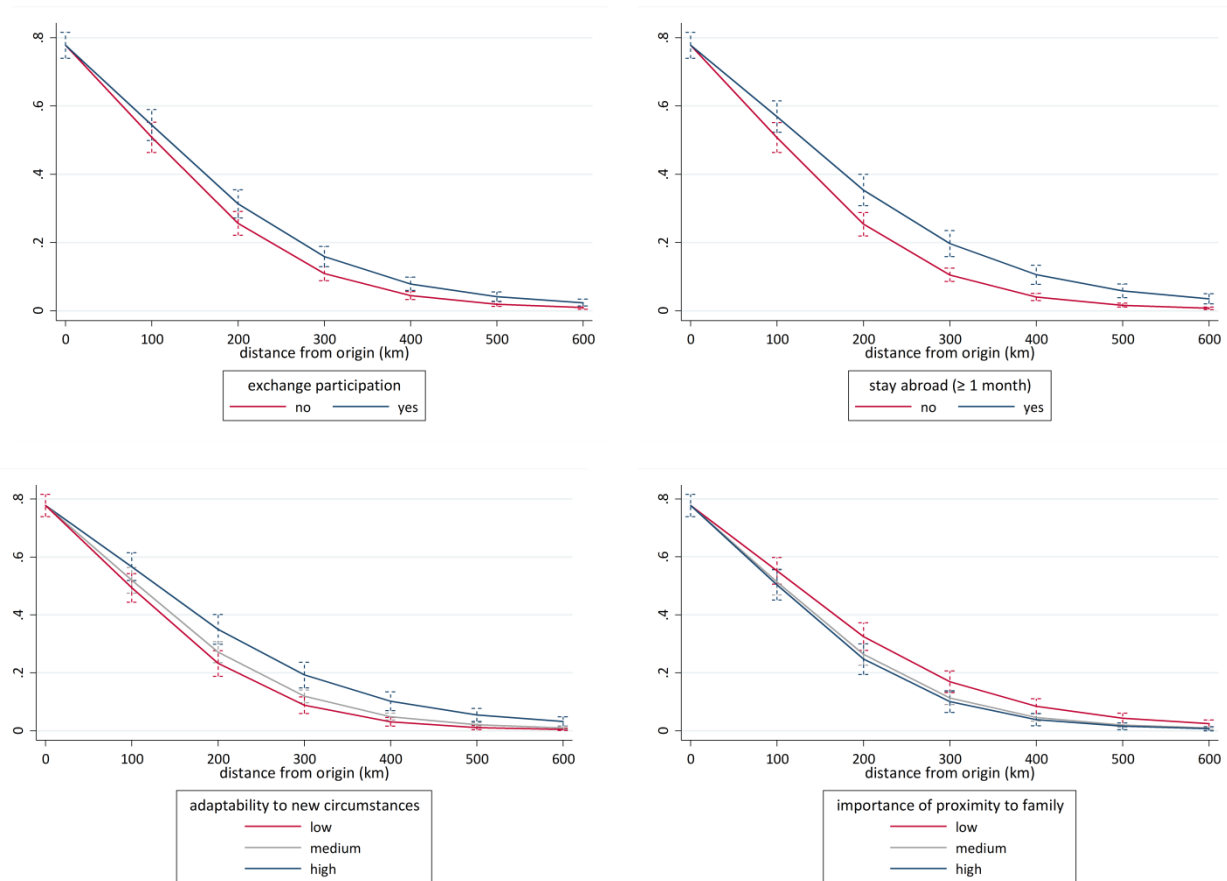 .8
.6
.4
.2
0
0 100 200 300 400 500 600
distance from origin (km)
exchange participation
no yes
.8
.6
.4
.2
0
0 100 200 300 400 500 600
distance from origin (km)
stay abroad (≥ 1 month)
no yes
.8
.6
.4
.2
0
0 100 200 300 400 500 600
distance from origin (km)
adaptability to new circumstances
low
medium
high
.8
.6
.4
.2
0
0 100 200 300 400 500 600
distance from origin (km)
importance of proximity to family
low
medium
high